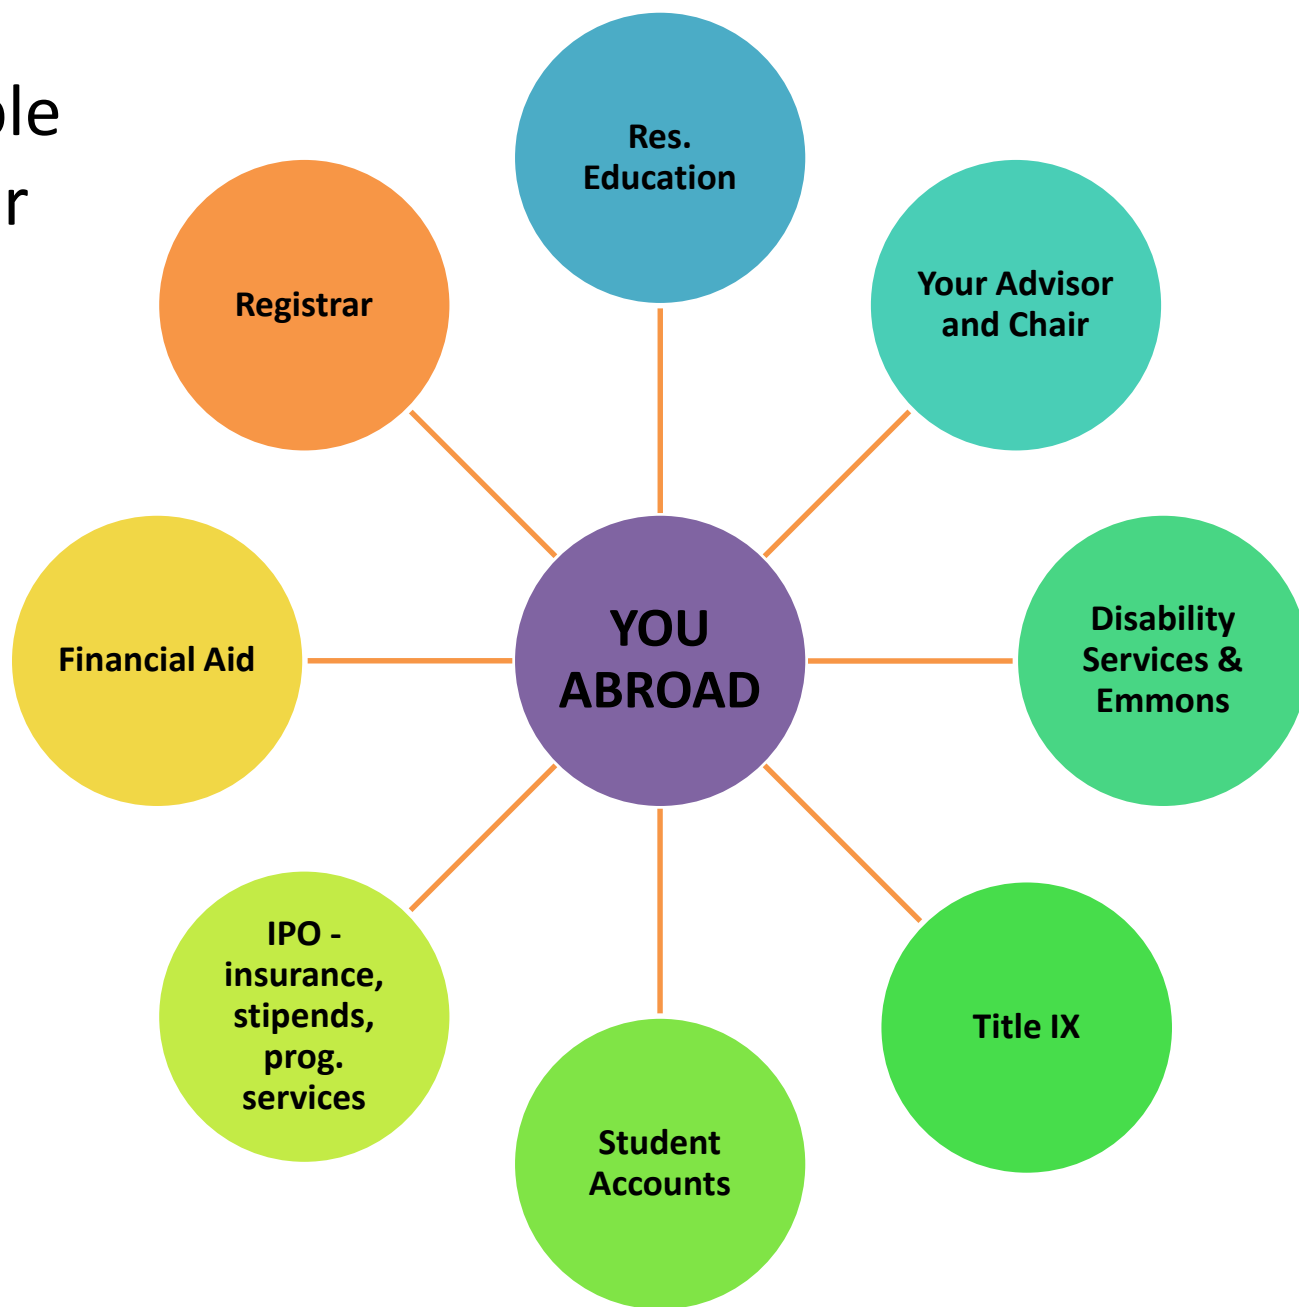 Res.
Education
Your Advisor
and Chair
Disability
Services &
Emmons
Title IX
Student
Accounts
IPO -
insurance,
stipends,
prog.
services
Financial Aid
Registrar
YOU
ABROAD